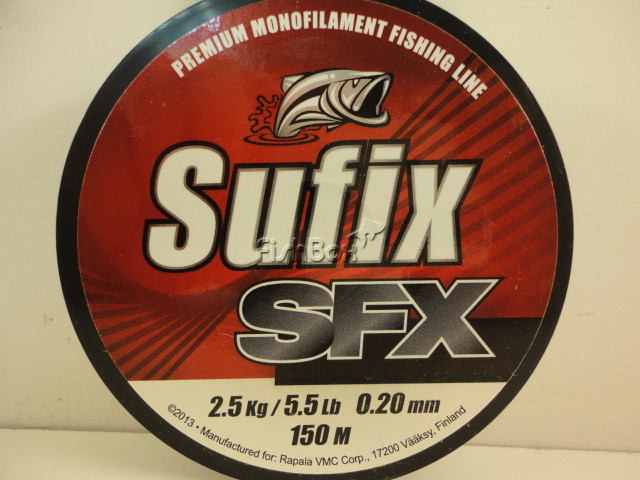 PREMIUM MONOFILAMENT FISHING LINE
Sufix
FishBox
SFX
2.5 Kg / 5.5 Lb 0.20 mm
150 M
©2013 • Manufactured for: Rapala VMC Corp., 17200 Vääksy, Finland